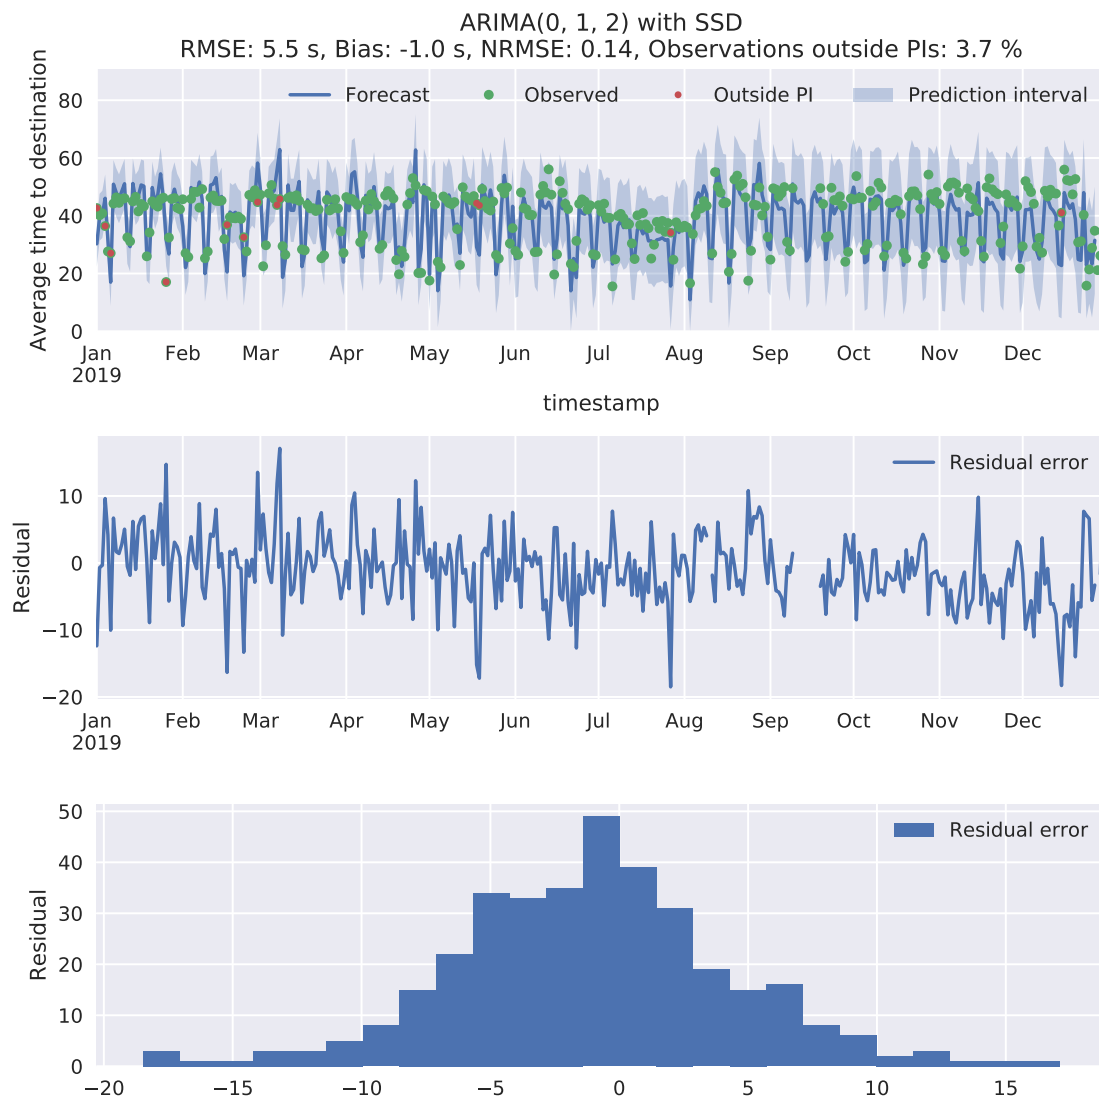 ARIMA(0, 1, 2) with SSD
RMSE: 5.5 s, Bias: -1.0 s, NRMSE: 0.14, Observations outside PIs: 3.7 %
Average time to destination
Forecast Observed Outside PI Prediction interval
80
60
40
20
0
Jan Feb Mar Apr May Jun Jul Aug Sep Oct Nov Dec
2019
timestamp
Residual
Residual error
10
0
−10
−20
Jan Feb Mar Apr May Jun Jul Aug Sep Oct Nov Dec
2019
Residual
Residual error
50
40
30
20
10
0
−20 −15 −10 −5 0 5 10 15